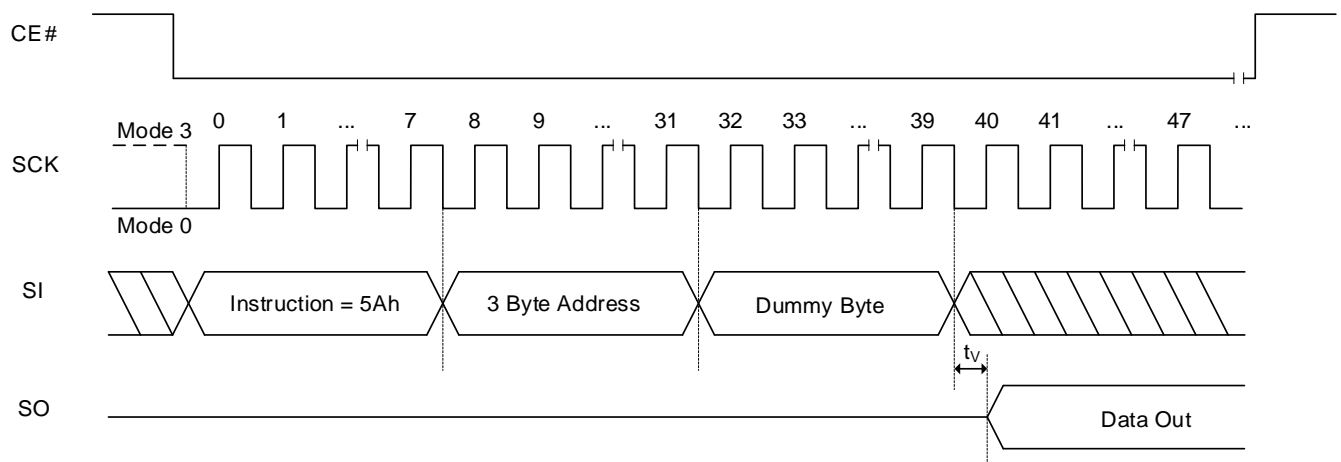 CE#
Mode 3
0 1 ... 7 8 9 ... 31 32 33 ... 39 40 41 ... 47 ...
SCK
Mode 0
SI
Instruction = 5Ah
3 Byte Address
Dummy Byte
tV
SO
Data Out